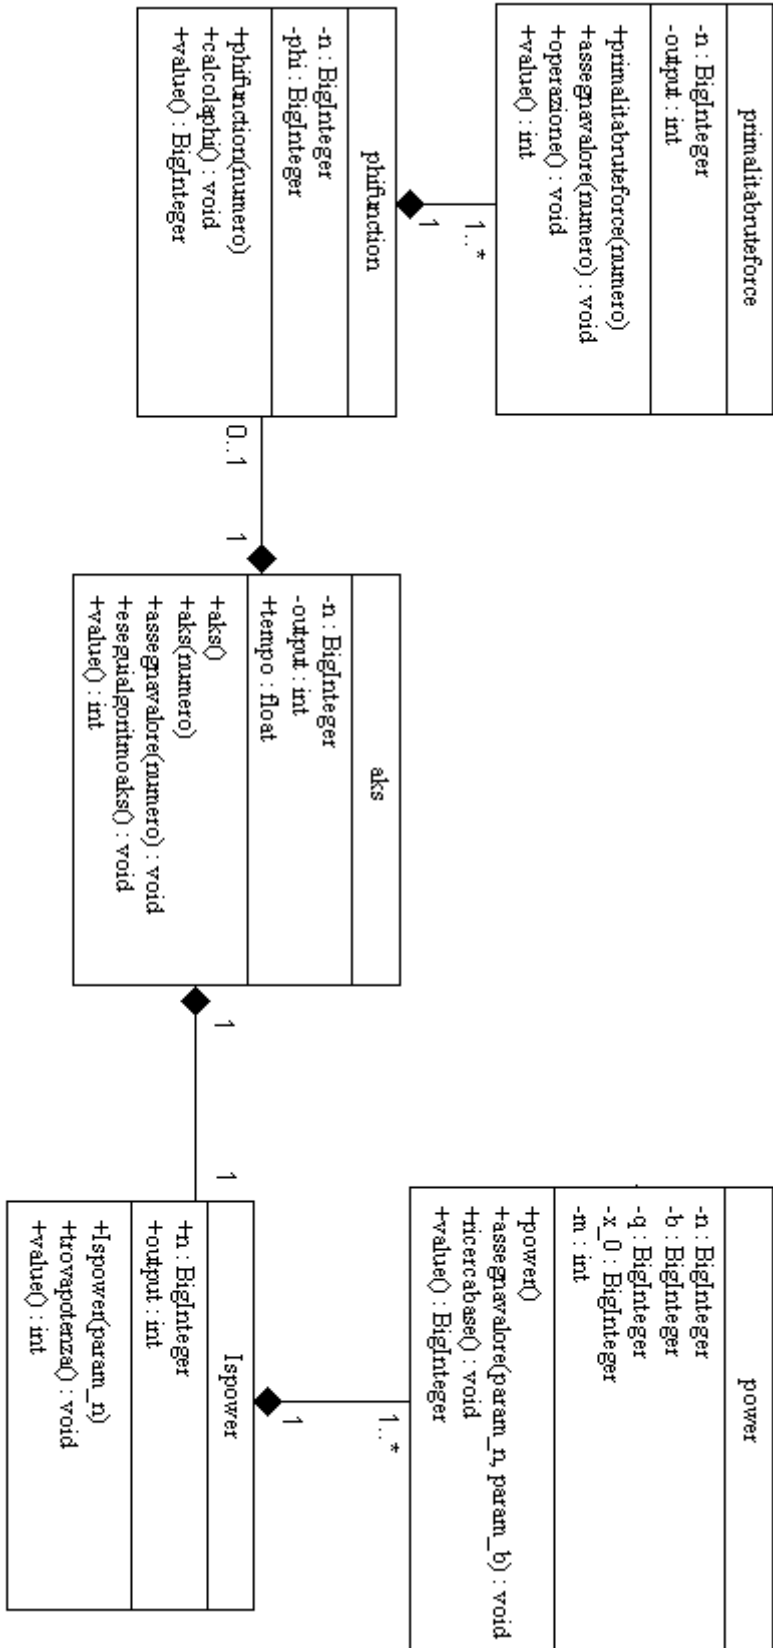 primalitabruteforce
-n : BigInteger
-output : int
+primalitabruteforce(numero)
+assegnavalore(numero) : void
+operazione() : void
+value() : int
1..*
1
phifunction
-n : BigInteger
-phi : BigInteger
+phifunction(numero)
+calcolaphi() : void
+value() : BigInteger
0..1
1
aks
-n : BigInteger
-output : int
+tempo : float
+aks()
+aks(numero)
+assegnavalore(numero) : void
+eseguialgoritmoaks() : void
+value() : int
1
1
power
-n : BigInteger
-b : BigInteger
-q : BigInteger
-x_0 : BigInteger
-m : int
+power()
+assegnavalore(param_n, param_b) : void
+ricercabase() : void
+value() : BigInteger
1..*
1
Ispower
+n : BigInteger
+output : int
+Ispower(param_n)
+trovapotenza() : void
+value() : int